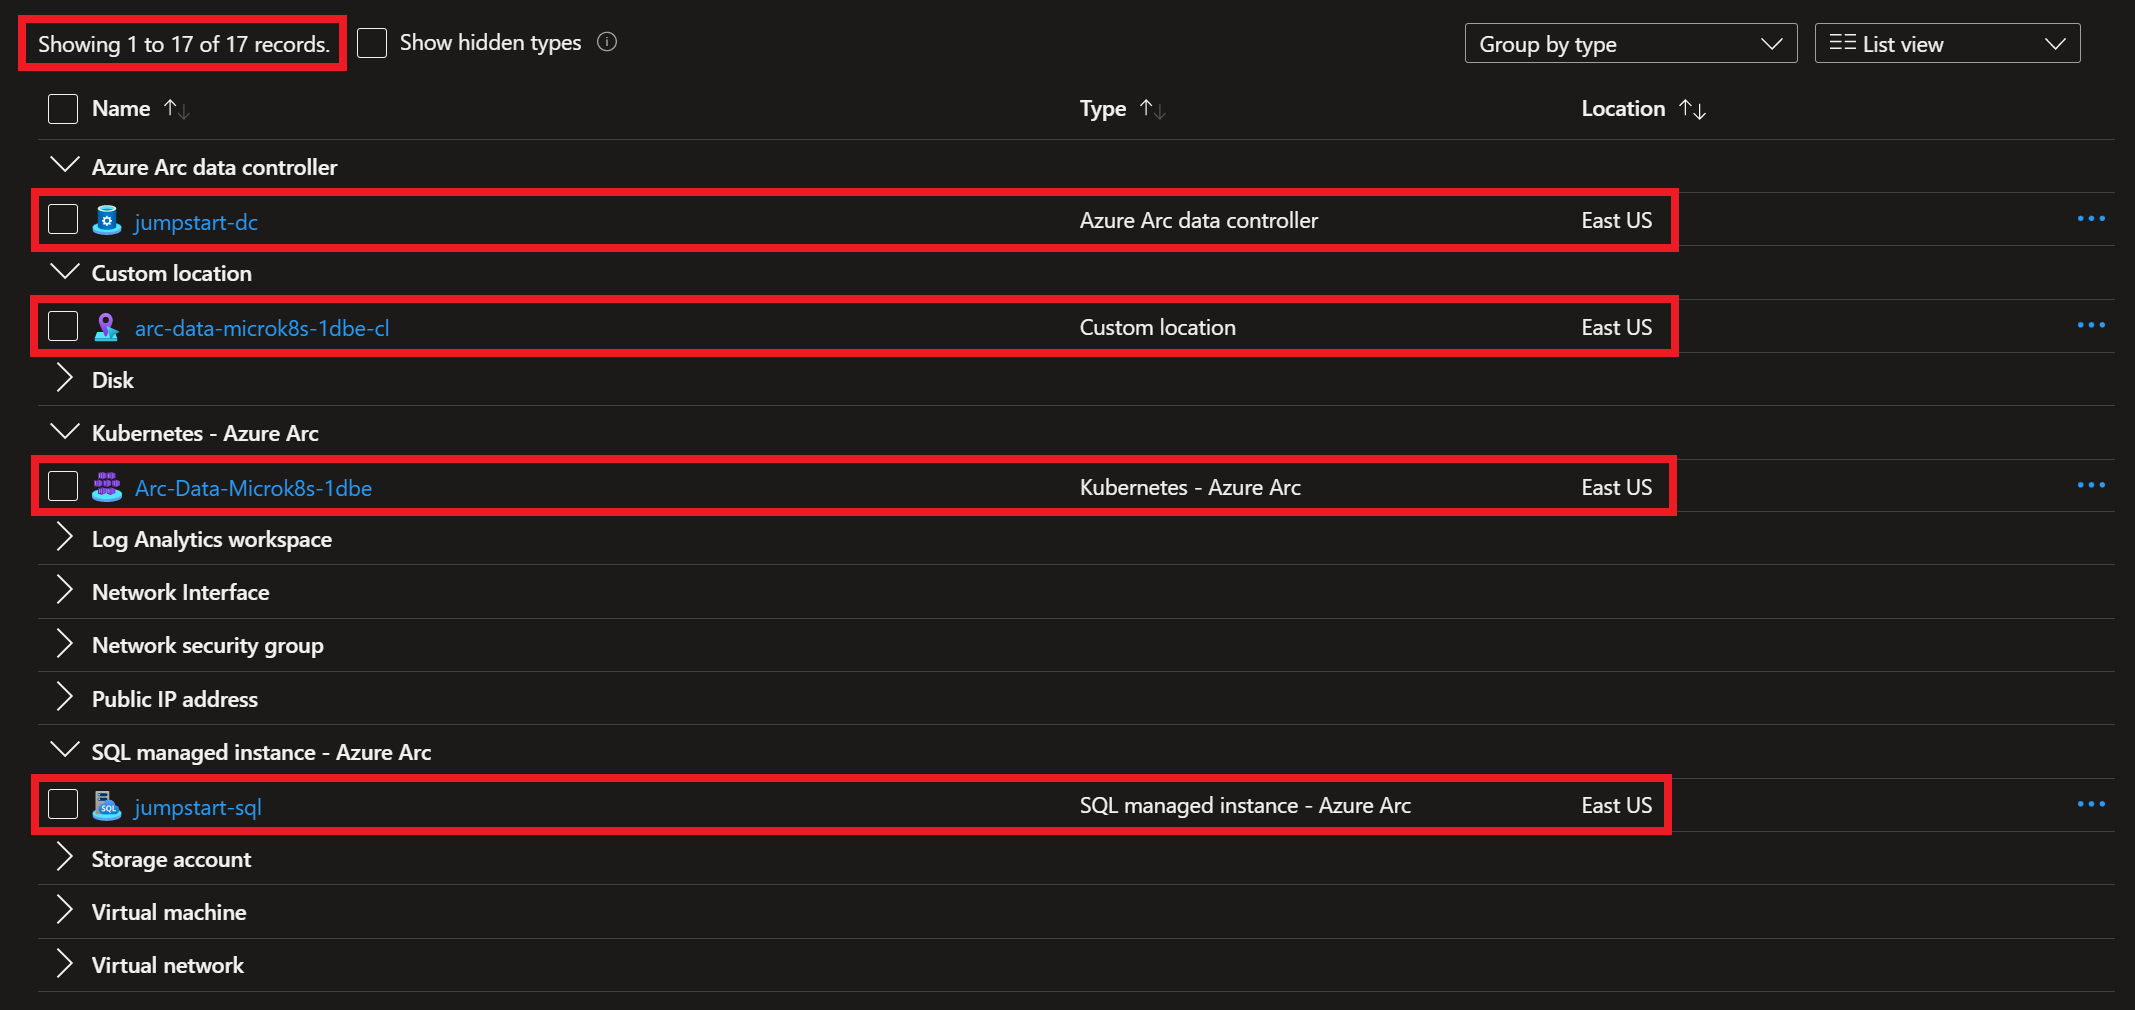 Showing 1 to 17 of 17 records. Show hidden types Group by type List view
Name Type Location
Azure Arc data controller
jumpstart-dc Azure Arc data controller East US
Custom location
arc-data-microk8s-1dbe-cl Custom location East US
Disk
Kubernetes - Azure Arc
Arc-Data-Microk8s-1dbe Kubernetes - Azure Arc East US
Log Analytics workspace
Network Interface
Network security group
Public IP address
SQL managed instance - Azure Arc
jumpstart-sql SQL managed instance - Azure Arc East US
Storage account
Virtual machine
Virtual network